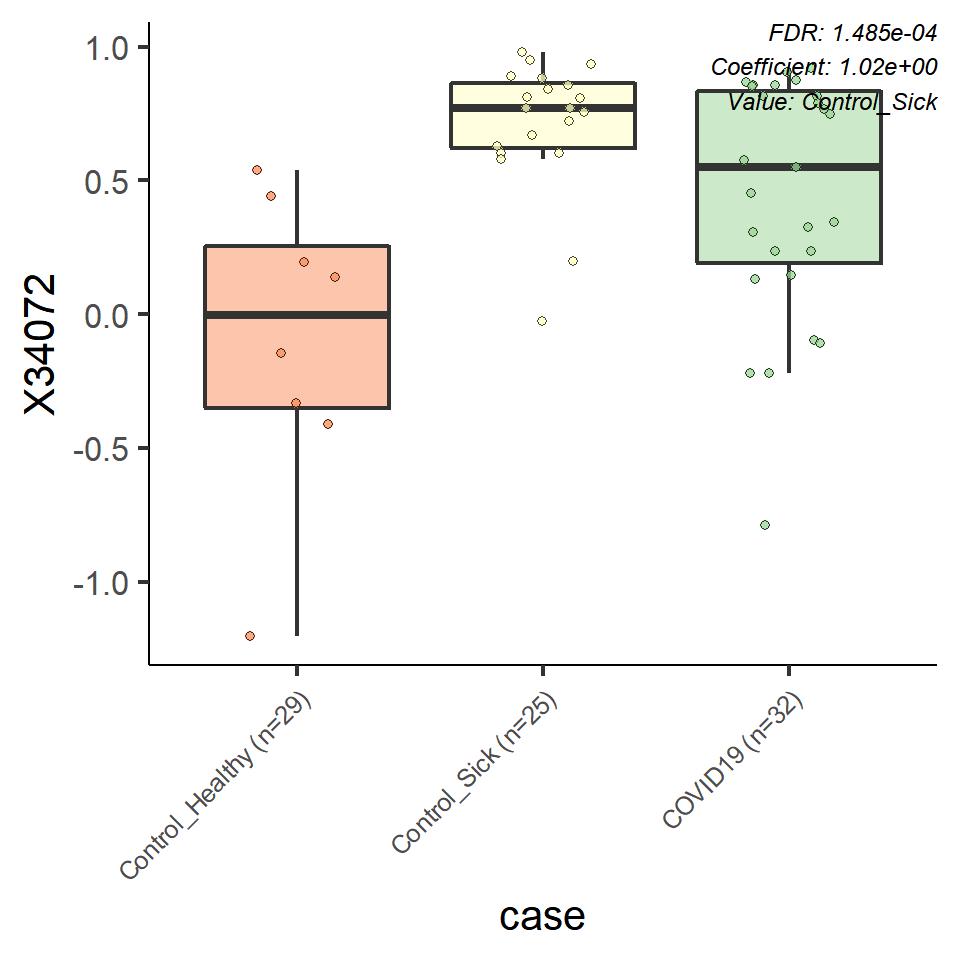 FDR: 1.485e-04
Coefficient: 1.02e+00
Value: Control_Sick
1.0
0.5
0.0
-0.5
-1.0
X34072
Control_Healthy (n=29)
Control_Sick (n=25)
COVID19 (n=32)
case